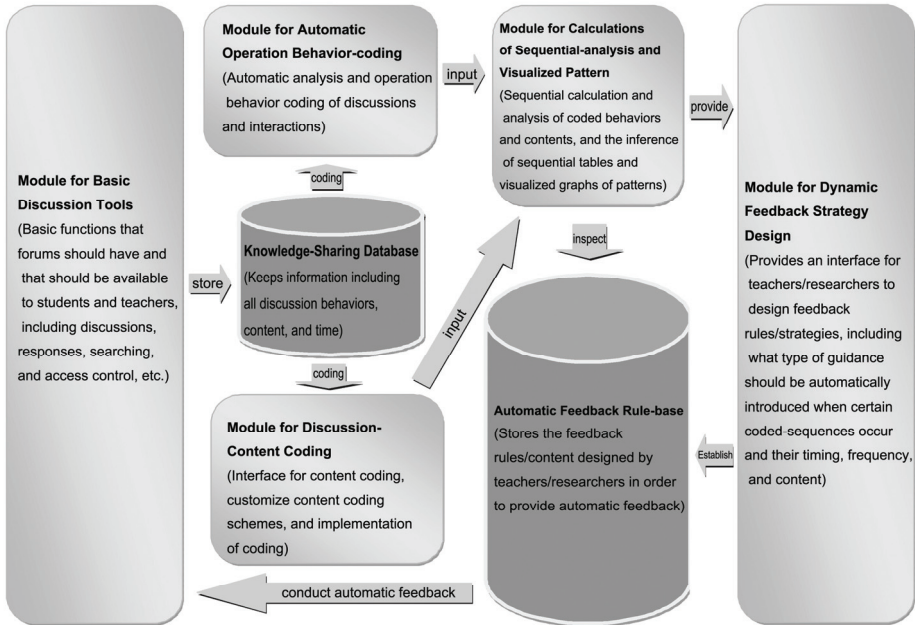 Module for Basic
Discussion Tools
(Basic functions that
forums should have and
that should be available
to students and teachers,
including discussions,
responses, searching,
and access control, etc.)
store
Module for Automatic
Operation Behavior-coding
(Automatic analysis and operation
behavior coding of discussions
and interactions)
coding
Knowledge-Sharing Database
(Keeps information including
all discussion behaviors,
content, and time)
coding
Module for Discussion-
Content Coding
(Interface for content coding,
customize content coding
schemes, and implementation
of coding)
input
input
Module for Calculations
of Sequential-analysis and
Visualized Pattern
(Sequential calculation and
analysis of coded behaviors
and contents, and the inference
of sequential tables and
visualized graphs of patterns)
inspect
provide
Automatic Feedback Rule-base
(Stores the feedback
rules/content designed by
teachers/researchers in order
to provide automatic feedback)
Module for Dynamic
Feedback Strategy
Design
(Provides an interface for
teachers/researchers to
design feedback
rules/strategies, including
what type of guidance
should be automatically
introduced when certain
coded-sequences occur
and their timing, frequency,
and content)
Establish
conduct automatic feedback